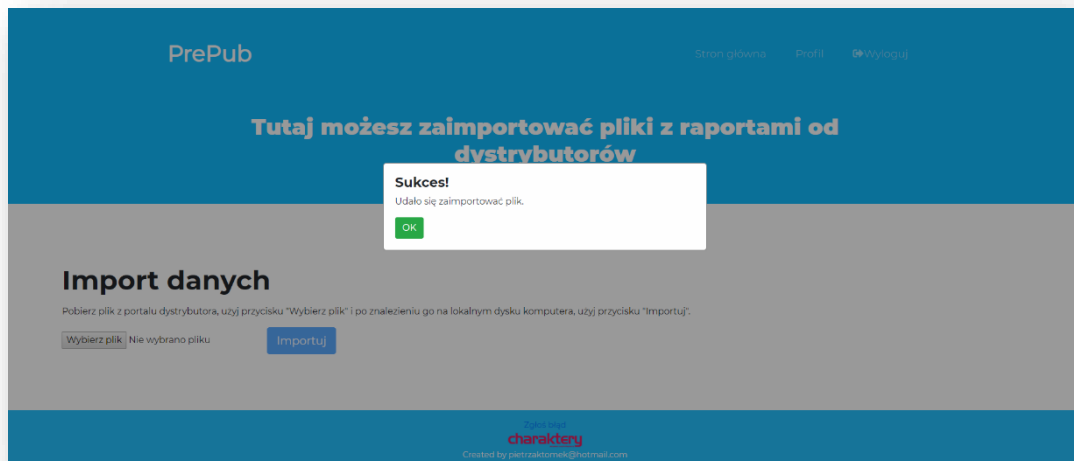 PrePub
Stron główna Profil Wyloguj
Tutaj możesz zaimportować pliki z raportami od
dystrybutorów
Sukces!
Udało się zaimportować plik.
OK
Import danych
Pobierz plik z portalu dystrybutora, użyj przycisku "Wybierz plik" i po znalezieniu go na lokalnym dysku komputera, użyj przycisku "Importuj".
Wybierz plik Nie wybrano pliku Importuj
Zgłoś błąd
charaktery
Created by pietrzaktomek@hotmail.com